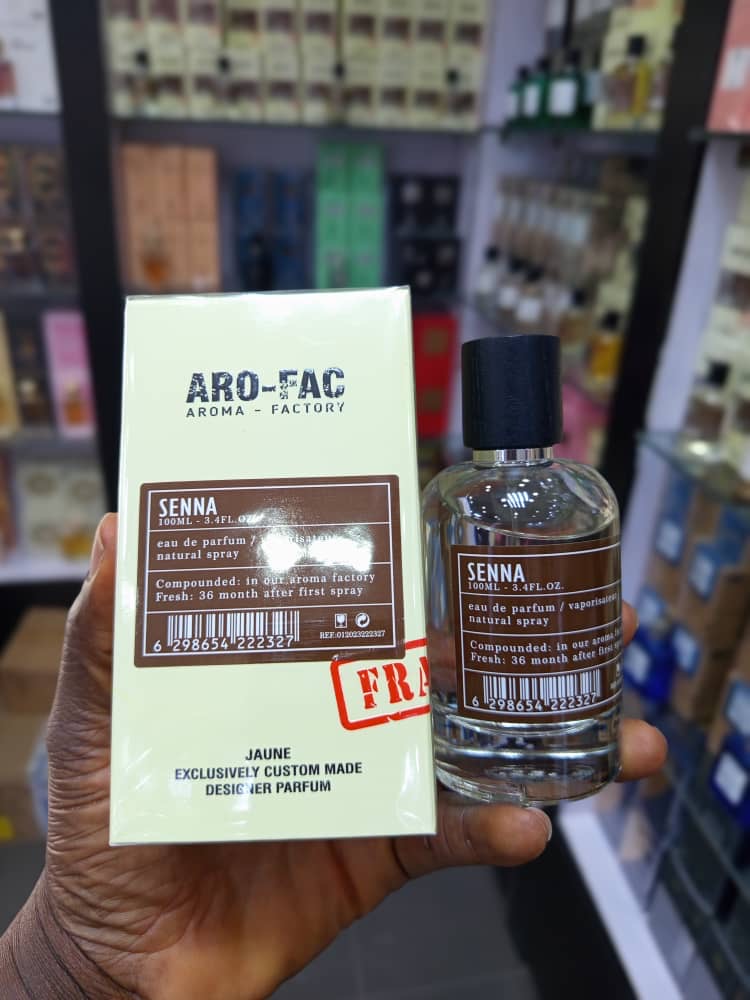 ARO-FAC
AROMA - FACTORY
SENNA
100ML - 3.4FL.OZ.
eau de parfum / vaporisateur
natural spray
Compounded: in our aroma factory
Fresh: 36 month after first spray
6 298654 222327
REF:012023222327
FRA
JAUNE
EXCLUSIVELY CUSTOM MADE
DESIGNER PARFUM
SENNA
100ML - 3.4FL.OZ.
eau de parfum / vaporisateur
natural spray
Compounded: in our aroma
Fresh: 36 month after first spray
6 298654 222327